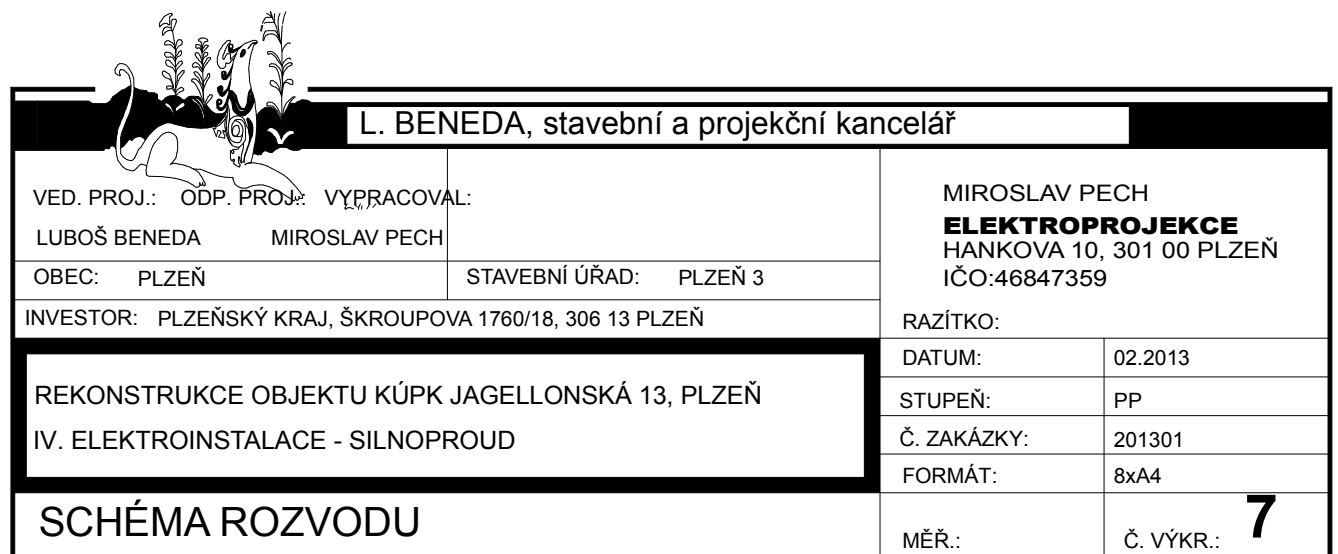 L. BENEDA, stavební a projekční kancelář
VED. PROJ.: ODP. PROJ.: VYPRACOVAL:
LUBOŠ BENEDA MIROSLAV PECH
OBEC: PLZEŇ STAVEBNÍ ÚŘAD: PLZEŇ 3
INVESTOR: PLZEŇSKÝ KRAJ, ŠKROUPOVA 1760/18, 306 13 PLZEŇ
MIROSLAV PECH
ELEKTROPROJEKCE
HANKOVA 10, 301 00 PLZEŇ
IČO:46847359
RAZÍTKO:
REKONSTRUKCE OBJEKTU KÚPK JAGELLONSKÁ 13, PLZEŇ
IV. ELEKTROINSTALACE - SILNOPROUD
DATUM: 02.2013
STUPEŇ: PP
Č. ZAKÁZKY: 201301
FORMÁT: 8xA4
SCHÉMA ROZVODU
MĚŘ.: Č. VÝKR.: 7